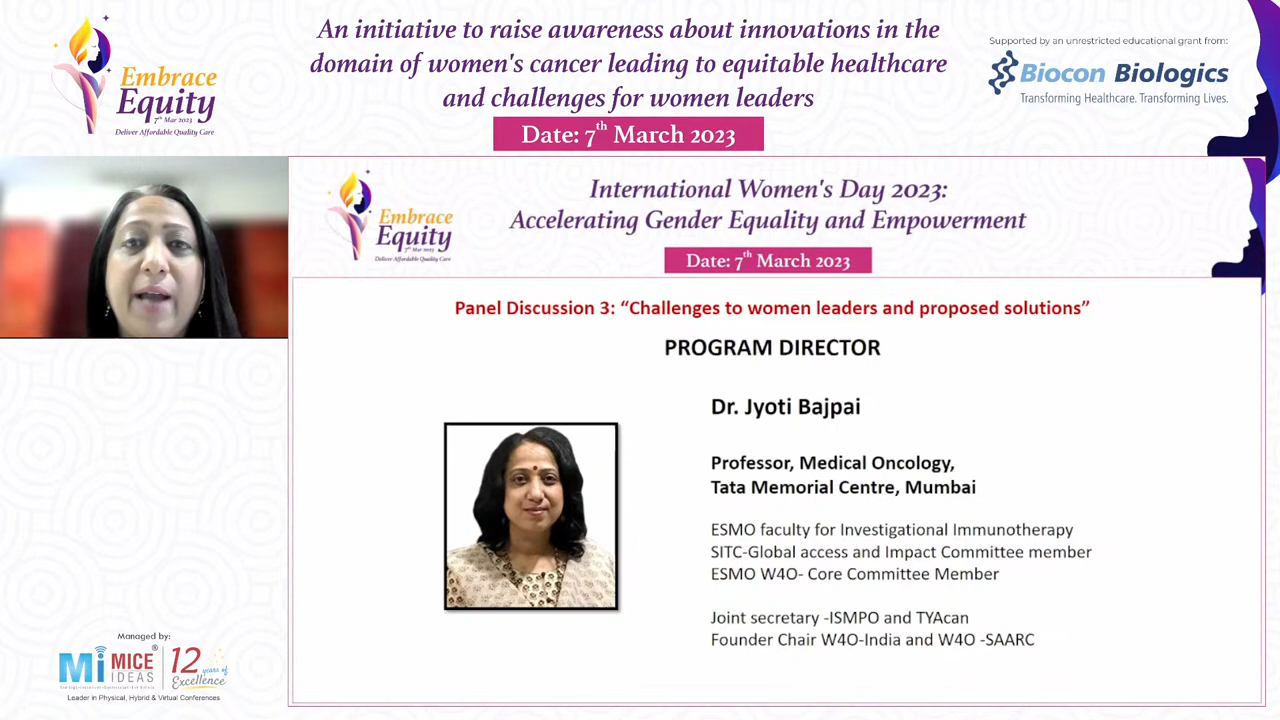 An initiative to raise awareness about innovations in the
domain of women's cancer leading to equitable healthcare
and challenges for women leaders
Date: 7th March 2023
Embrace
Equity
7th Mar 2023
Deliver Affordable Quality Care
Supported by an unrestricted educational grant from:
Biocon Biologics
Transforming Healthcare. Transforming Lives.
Embrace
Equity
7th Mar 2023
Deliver Affordable Quality Care
International Women's Day 2023:
Accelerating Gender Equality and Empowerment
Date: 7th March 2023
Panel Discussion 3: “Challenges to women leaders and proposed solutions”
PROGRAM DIRECTOR
Dr. Jyoti Bajpai
Professor, Medical Oncology,
Tata Memorial Centre, Mumbai
ESMO faculty for Investigational Immunotherapy
SITC-Global access and Impact Committee member
ESMO W4O- Core Committee Member
Joint secretary -ISMPO and TYAcan
Founder Chair W4O-India and W4O -SAARC
Managed by:
Mi MICE IDEAS®
12 years of Excellence
Leader in Physical, Hybrid & Virtual Conferences